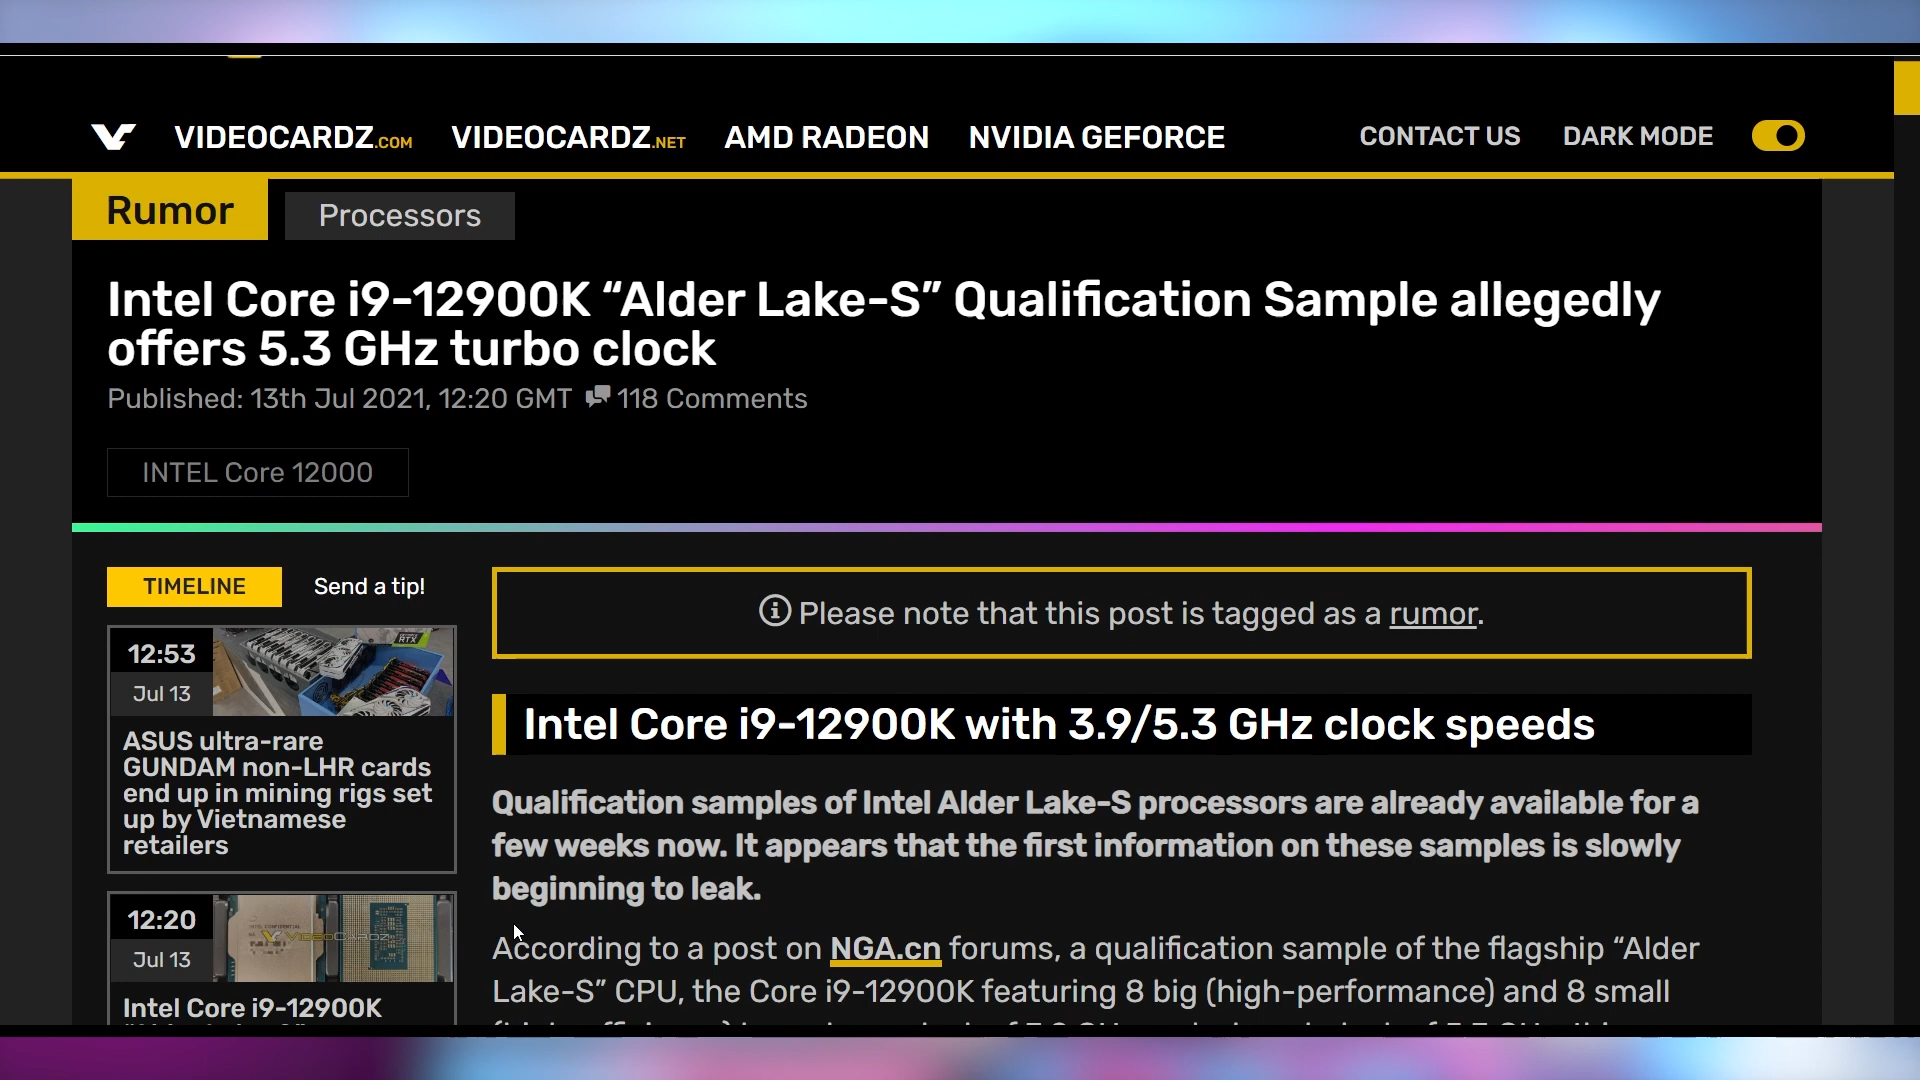 VIDEOCARDZ.COM VIDEOCARDZ.NET AMD RADEON NVIDIA GEFORCE CONTACT US DARK MODE
Rumor Processors
Intel Core i9-12900K “Alder Lake-S” Qualification Sample allegedly
offers 5.3 GHz turbo clock
Published: 13th Jul 2021, 12:20 GMT 118 Comments
INTEL Core 12000
TIMELINE Send a tip!
12:53
Jul 13
ASUS ultra-rare
GUNDAM non-LHR cards
end up in mining rigs set
up by Vietnamese
retailers
12:20
Jul 13
VIDEOCARDZ
Intel Core i9-12900K
Please note that this post is tagged as a rumor.
Intel Core i9-12900K with 3.9/5.3 GHz clock speeds
Qualification samples of Intel Alder Lake-S processors are already available for a
few weeks now. It appears that the first information on these samples is slowly
beginning to leak.
According to a post on NGA.cn forums, a qualification sample of the flagship “Alder
Lake-S” CPU, the Core i9-12900K featuring 8 big (high-performance) and 8 small